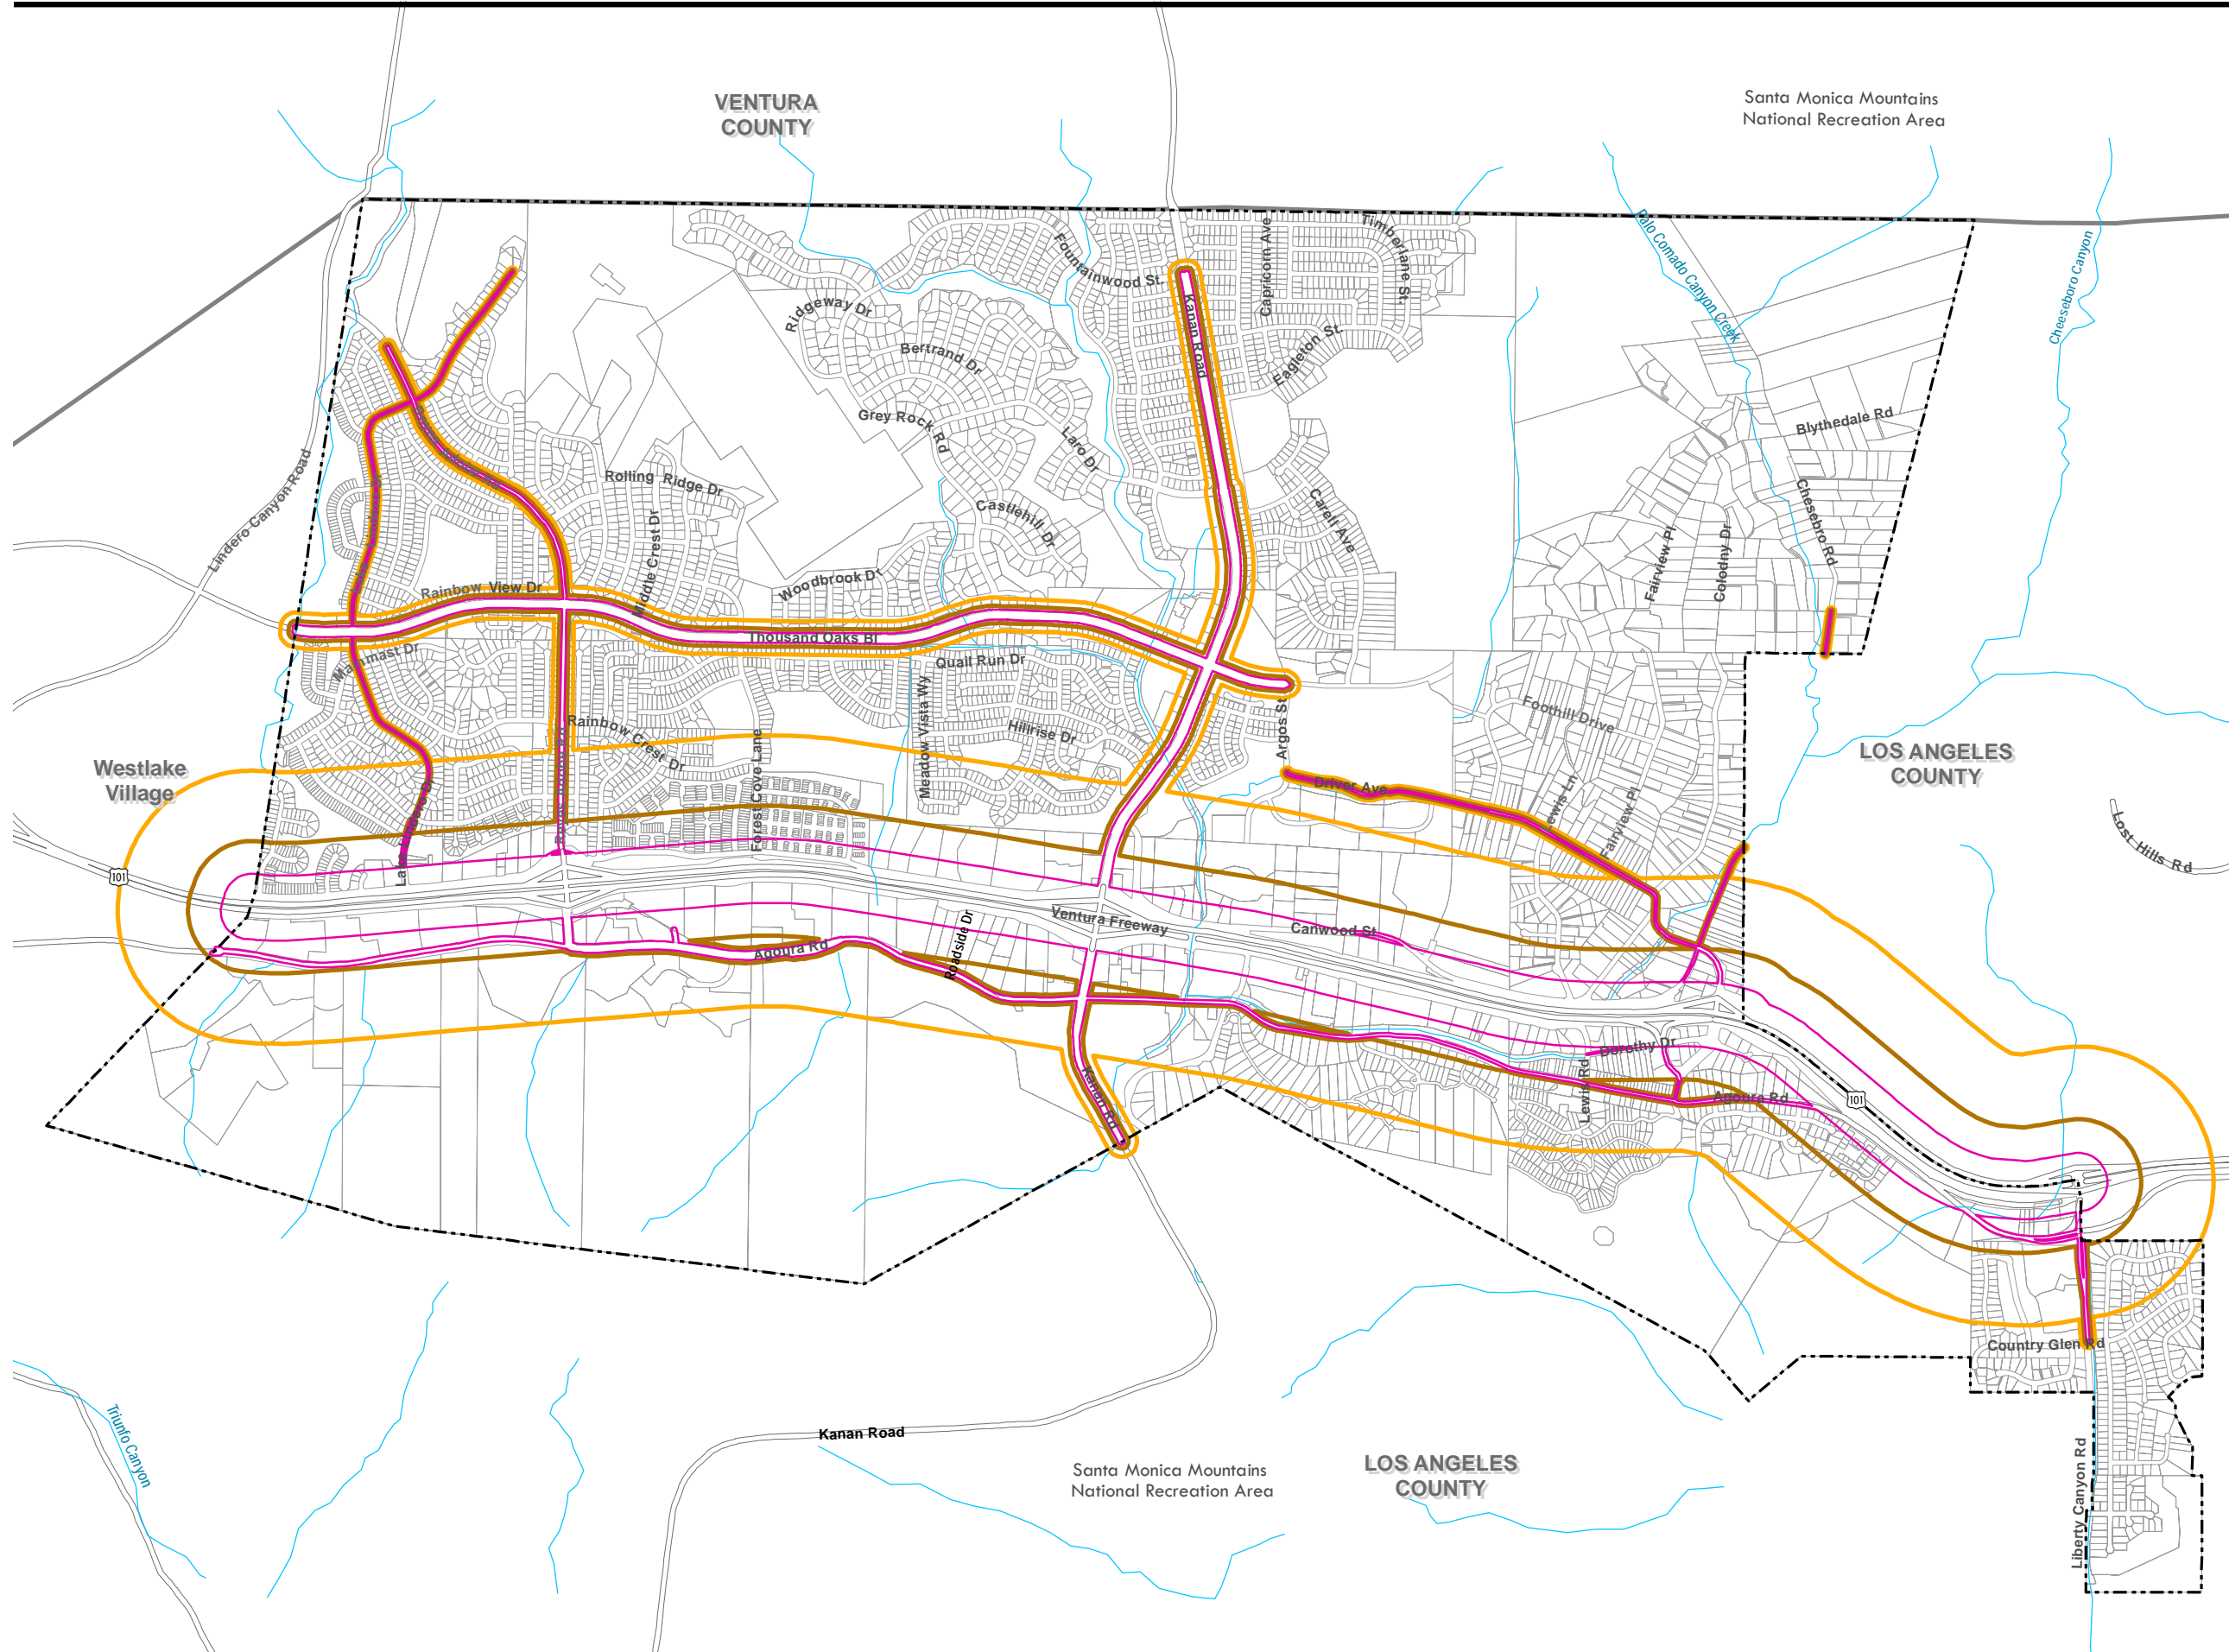 VENTURA
COUNTY
Santa Monica Mountains
National Recreation Area
Palo Comado Canyon Creek
Cheeseboro Canyon
Fountainwood St.
Capricorn Ave
Timberlane St.
Ridgeway Dr
Kanan Road
Bertrand Dr
Eagleton St.
Grey Rock Rd
Laro Dr
Blythedale Rd
Lindero Canyon Road
Rolling Ridge Dr
Castlehill Dr
Carell Ave
Chesebro Rd
Middle Crest Dr
Fairview Pl
Colodny Dr
Rainbow View Dr
Woodbrook Dr
Thousand Oaks Bl
Mainmast Dr
Quail Run Dr
Meadow Vista Wy
Hillrise Dr
Argos St
Foothill Drive
Rainbow Crest Dr
Forest Cove Lane
Westlake
Village
LOS ANGELES
COUNTY
Driver Ave
Lewis Ln
Fairview Pl
Lake Lindero Dr
Lost Hills Rd
101
Ventura Freeway
Canwood St
Roadside Dr
Agoura Rd
Dorothy Dr
Lewis Rd
Kanan Rd
Agoura Rd
101
Country Glen Rd
Triunfo Canyon
Kanan Road
Santa Monica Mountains
National Recreation Area
LOS ANGELES
COUNTY
Liberty Canyon Rd